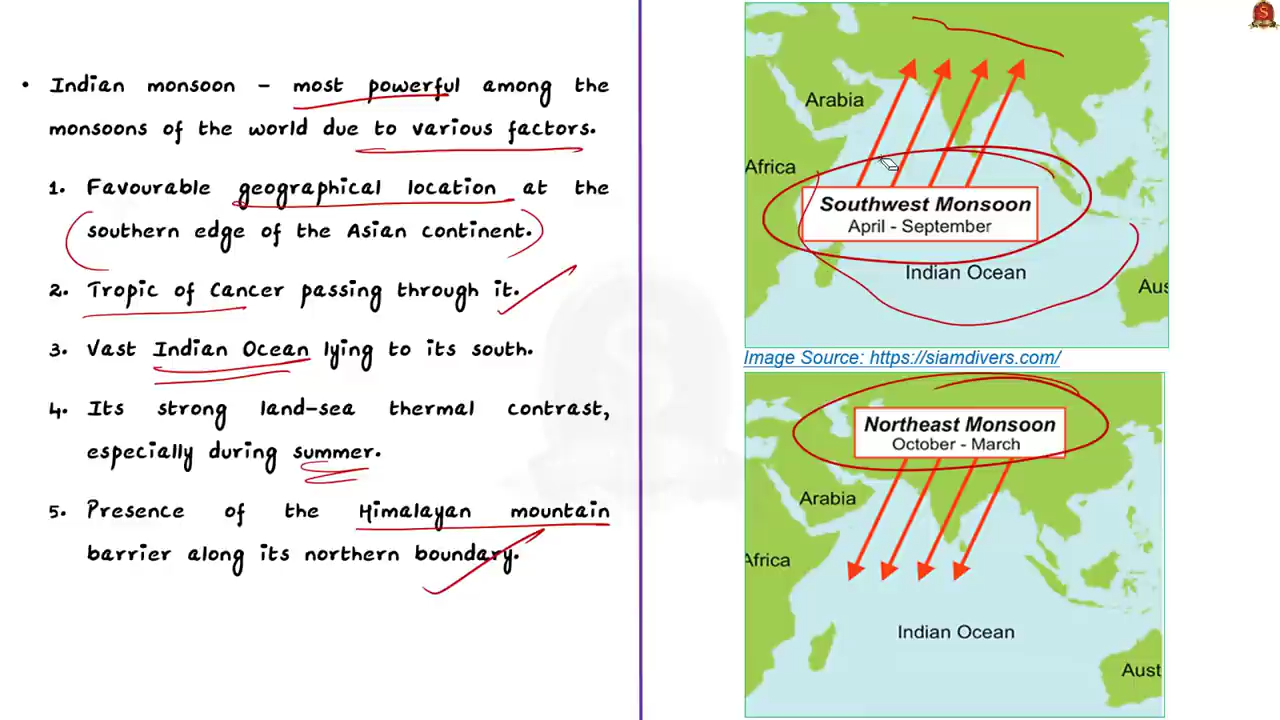 • Indian monsoon – most powerful among the
monsoons of the world due to various factors.
1. Favourable geographical location at the
southern edge of the Asian continent.
2. Tropic of Cancer passing through it.
3. Vast Indian Ocean lying to its south.
4. Its strong land-sea thermal contrast,
especially during summer.
5. Presence of the Himalayan mountain
barrier along its northern boundary.
Arabia
Africa
Southwest Monsoon
April - September
Indian Ocean
Aus
Image Source: https://siamdivers.com/
Northeast Monsoon
October - March
Arabia
Africa
Indian Ocean
Aust